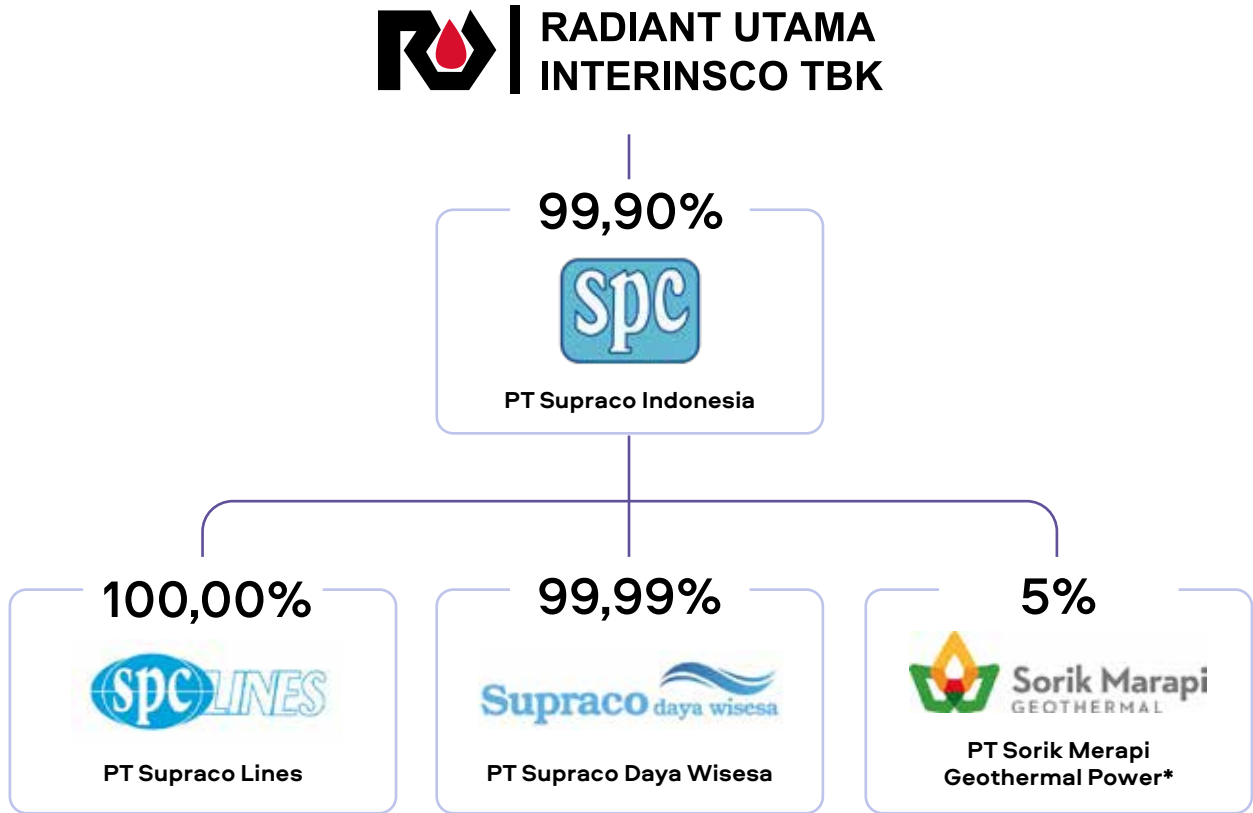 RADIANT UTAMA
INTERINSCO TBK
99,90%
spc
PT Supraco Indonesia
100,00%
spc LINES
PT Supraco Lines
99,99%
Supraco daya wisesa
PT Supraco Daya Wisesa
5%
Sorik Marapi
GEOTHERMAL
PT Sorik Merapi
Geothermal Power*